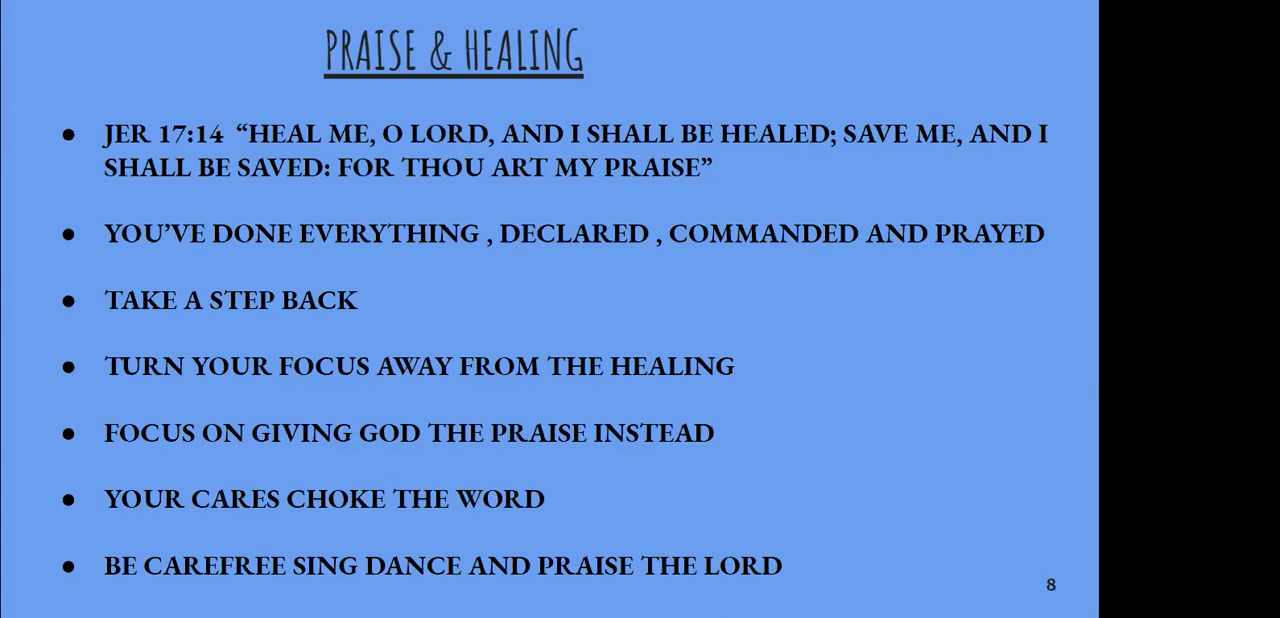 PRAISE & HEALING
● JER 17:14 “HEAL ME, O LORD, AND I SHALL BE HEALED; SAVE ME, AND I
SHALL BE SAVED: FOR THOU ART MY PRAISE”
● YOU’VE DONE EVERYTHING , DECLARED , COMMANDED AND PRAYED
● TAKE A STEP BACK
● TURN YOUR FOCUS AWAY FROM THE HEALING
● FOCUS ON GIVING GOD THE PRAISE INSTEAD
● YOUR CARES CHOKE THE WORD
● BE CAREFREE SING DANCE AND PRAISE THE LORD
8